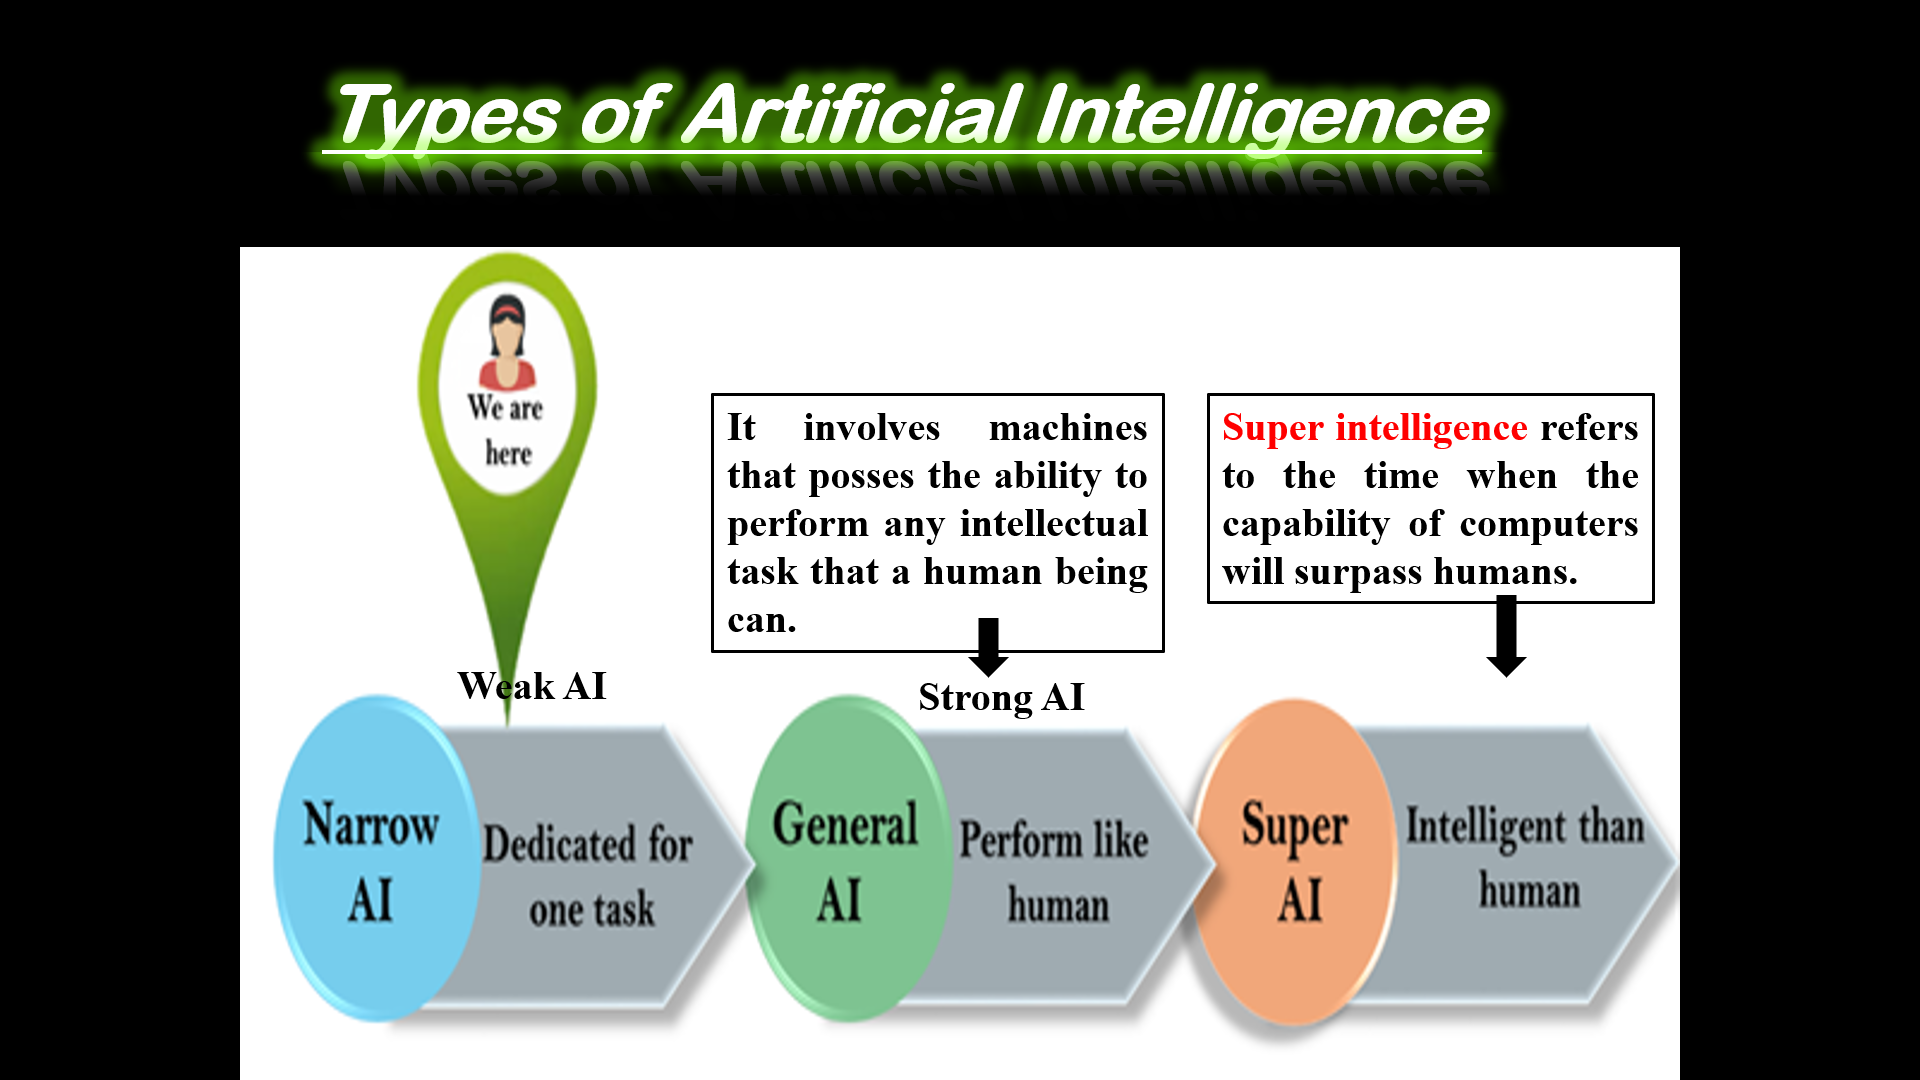 Types of Artificial Intelligence
We are
here
It involves machines
that posses the ability to
perform any intellectual
task that a human being
can.
Super intelligence refers
to the time when the
capability of computers
will surpass humans.
Weak AI
Strong AI
Narrow
AI
Dedicated for
one task
General
AI
Perform like
human
Super
AI
Intelligent than
human